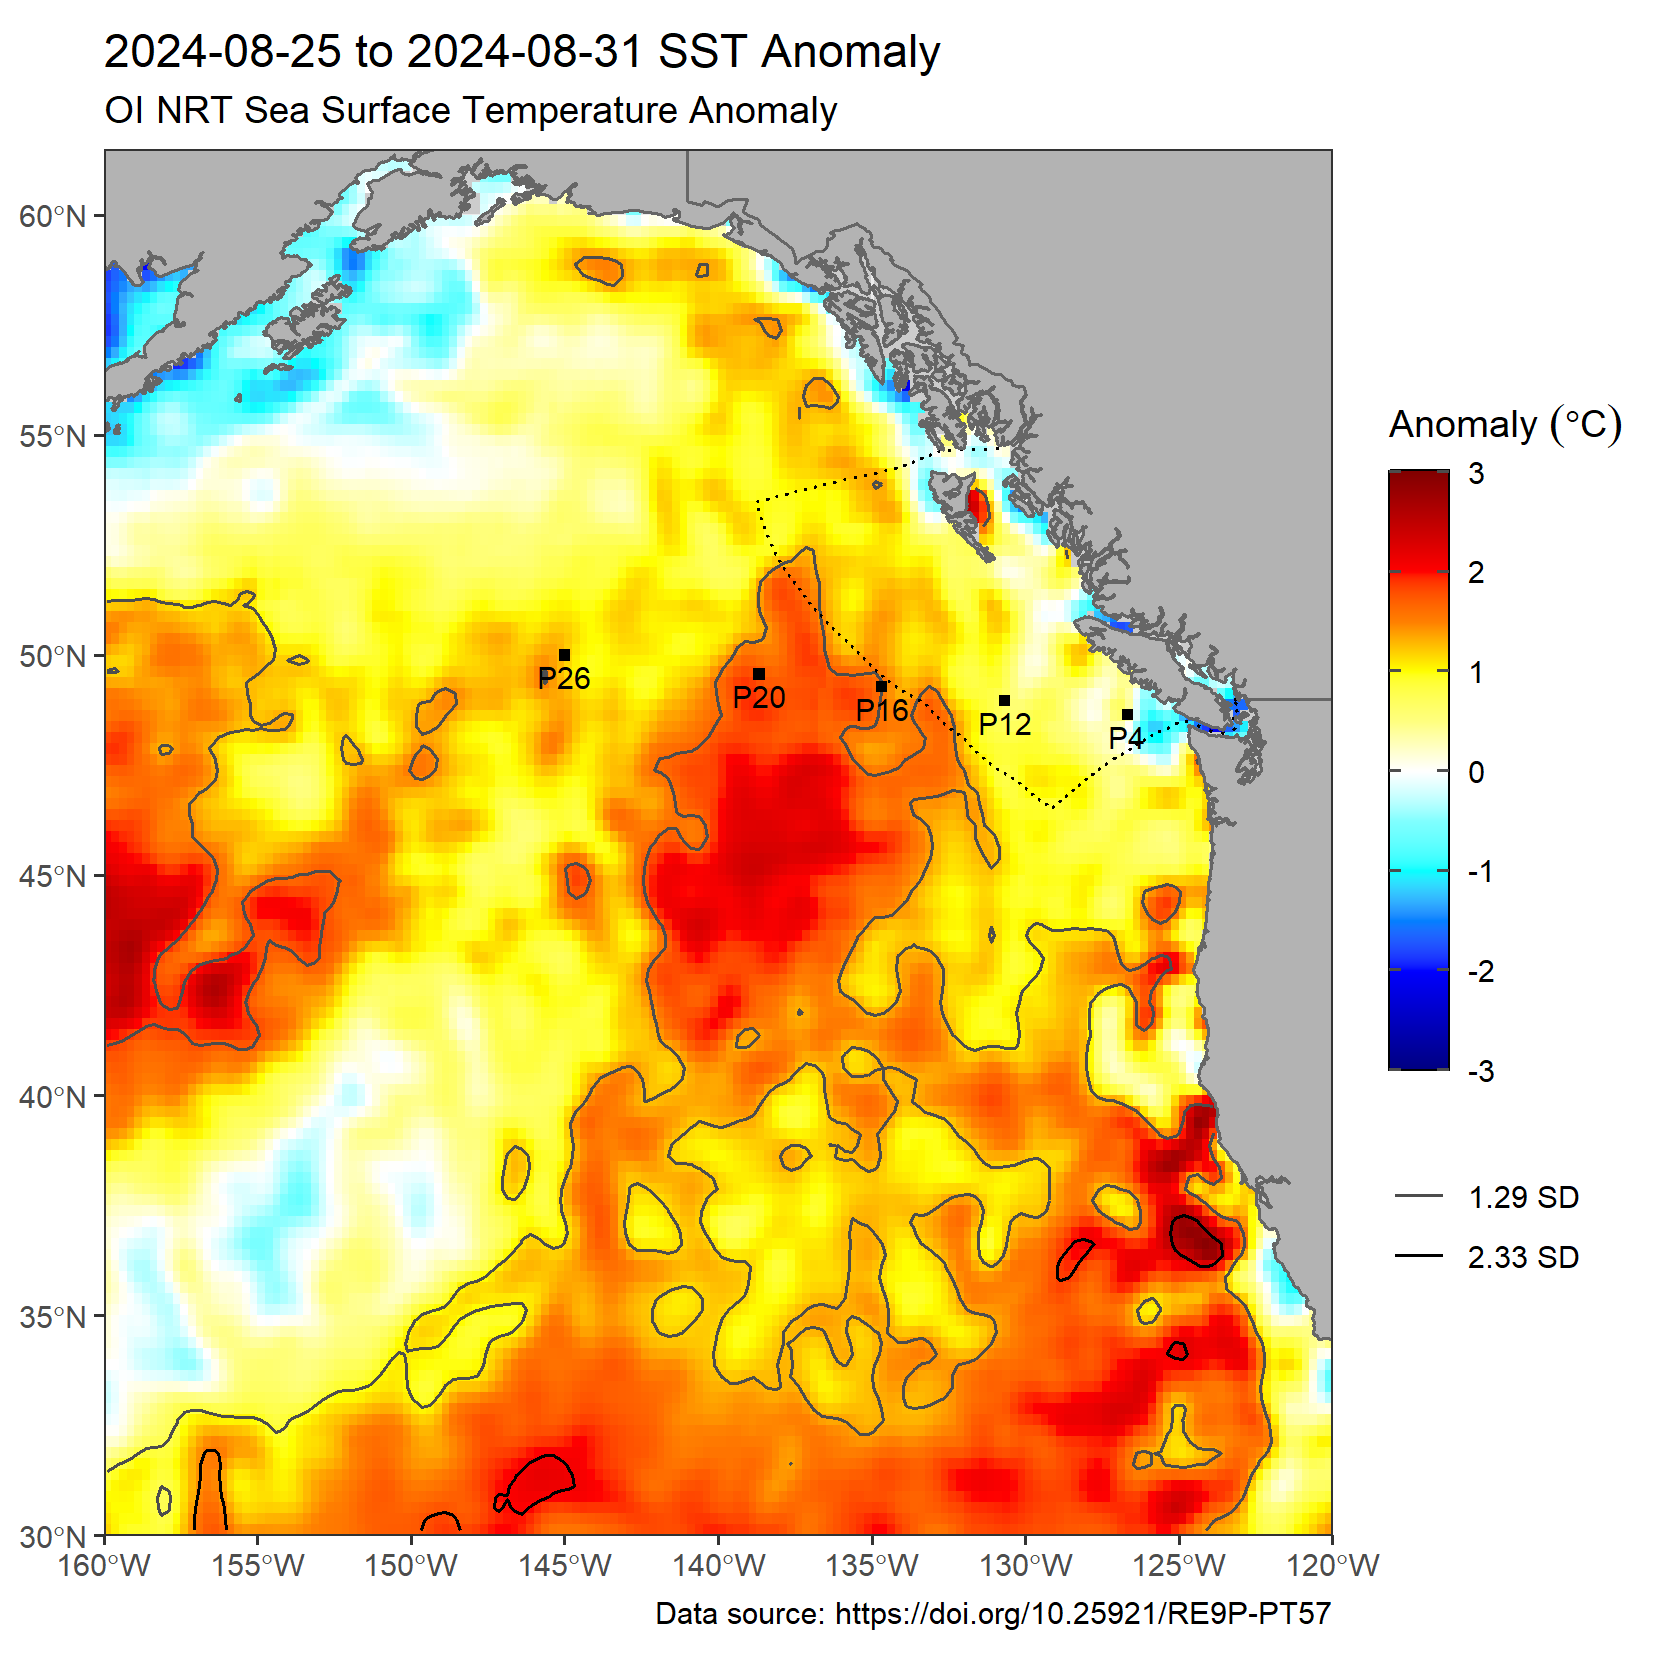 2024-08-25 to 2024-08-31 SST Anomaly
OI NRT Sea Surface Temperature Anomaly
60°N
55°N
50°N
45°N
40°N
35°N
30°N
P26
P20
P16
P12
P4
160°W
155°W
150°W
145°W
140°W
135°W
130°W
125°W
120°W
Anomaly (°C)
3
2
1
0
-1
-2
-3
1.29 SD
2.33 SD
Data source: https://doi.org/10.25921/RE9P-PT57